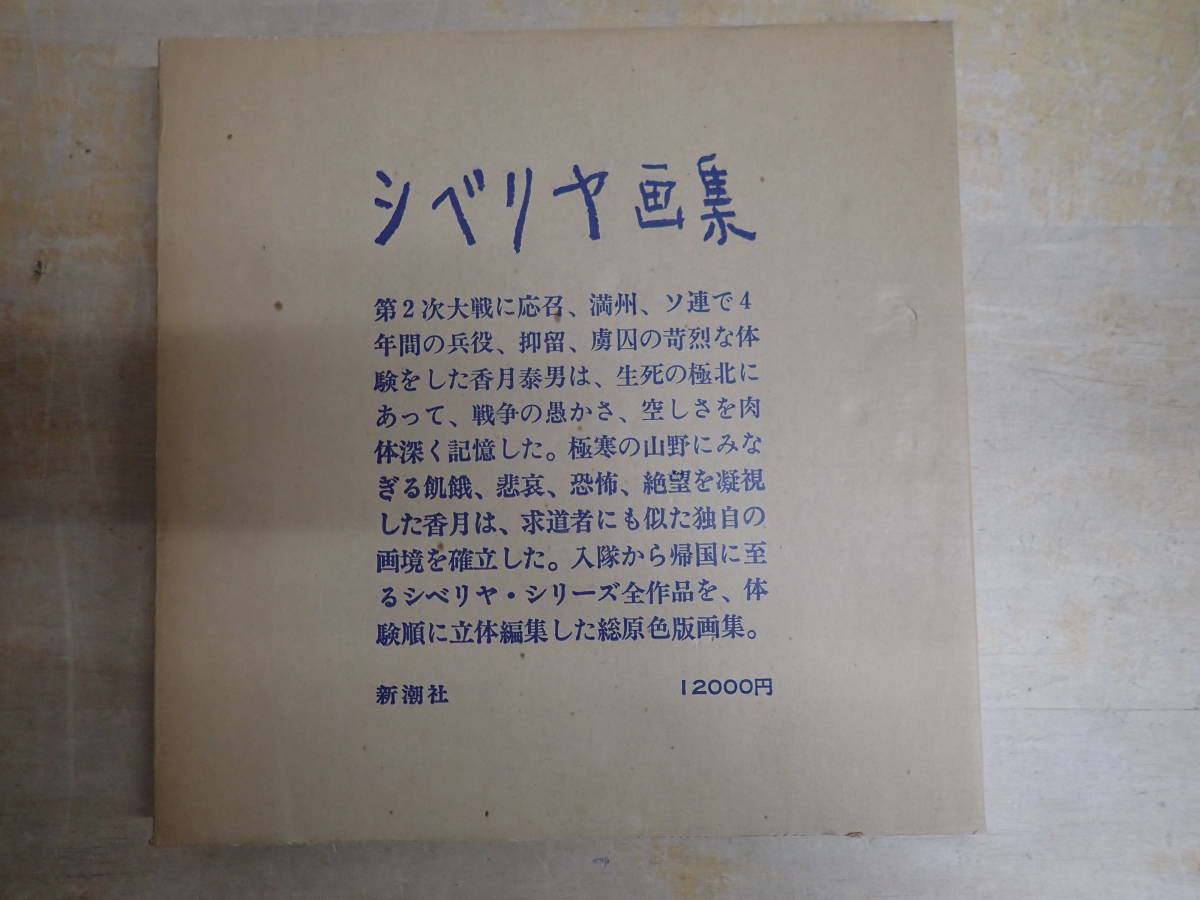 シベリヤ画集
第2次大戦に応召、満州、ソ連で4
年間の兵役、抑留、虜囚の苛烈な体
験をした香月泰男は、生死の極北に
あって、戦争の愚かさ、空しさを肉
体深く記憶した。極寒の山野にみな
ぎる飢餓、悲哀、恐怖、絶望を凝視
した香月は、求道者にも似た独自の
画境を確立した。入隊から帰国に至
るシベリヤ・シリーズ全作品を、体
験順に立体編集した総原色版画集。
新潮社 12000円